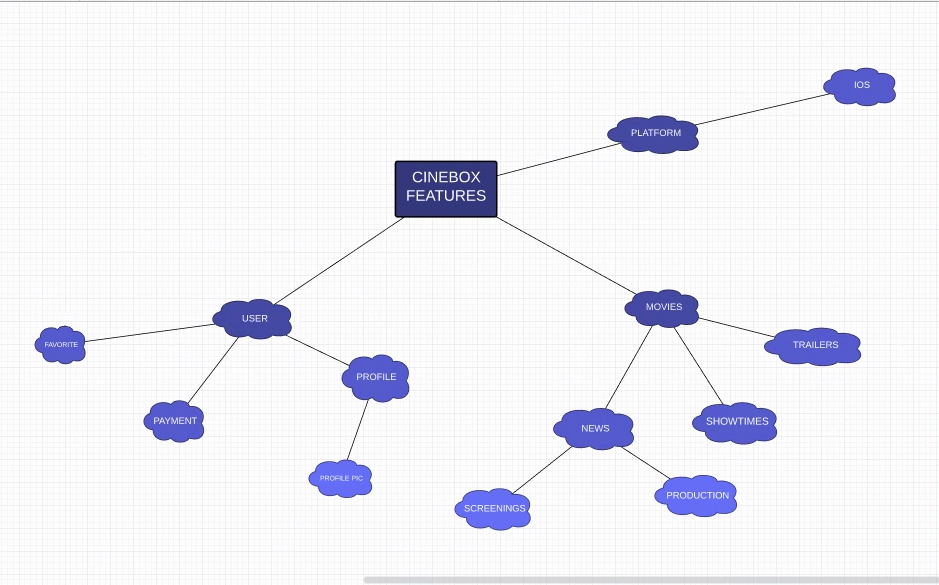 IOS
PLATFORM
CINEBOX
FEATURES
MOVIES
USER
FAVORITE
TRAILERS
PROFILE
PAYMENT
SHOWTIMES
NEWS
PROFILE PIC
PRODUCTION
SCREENINGS